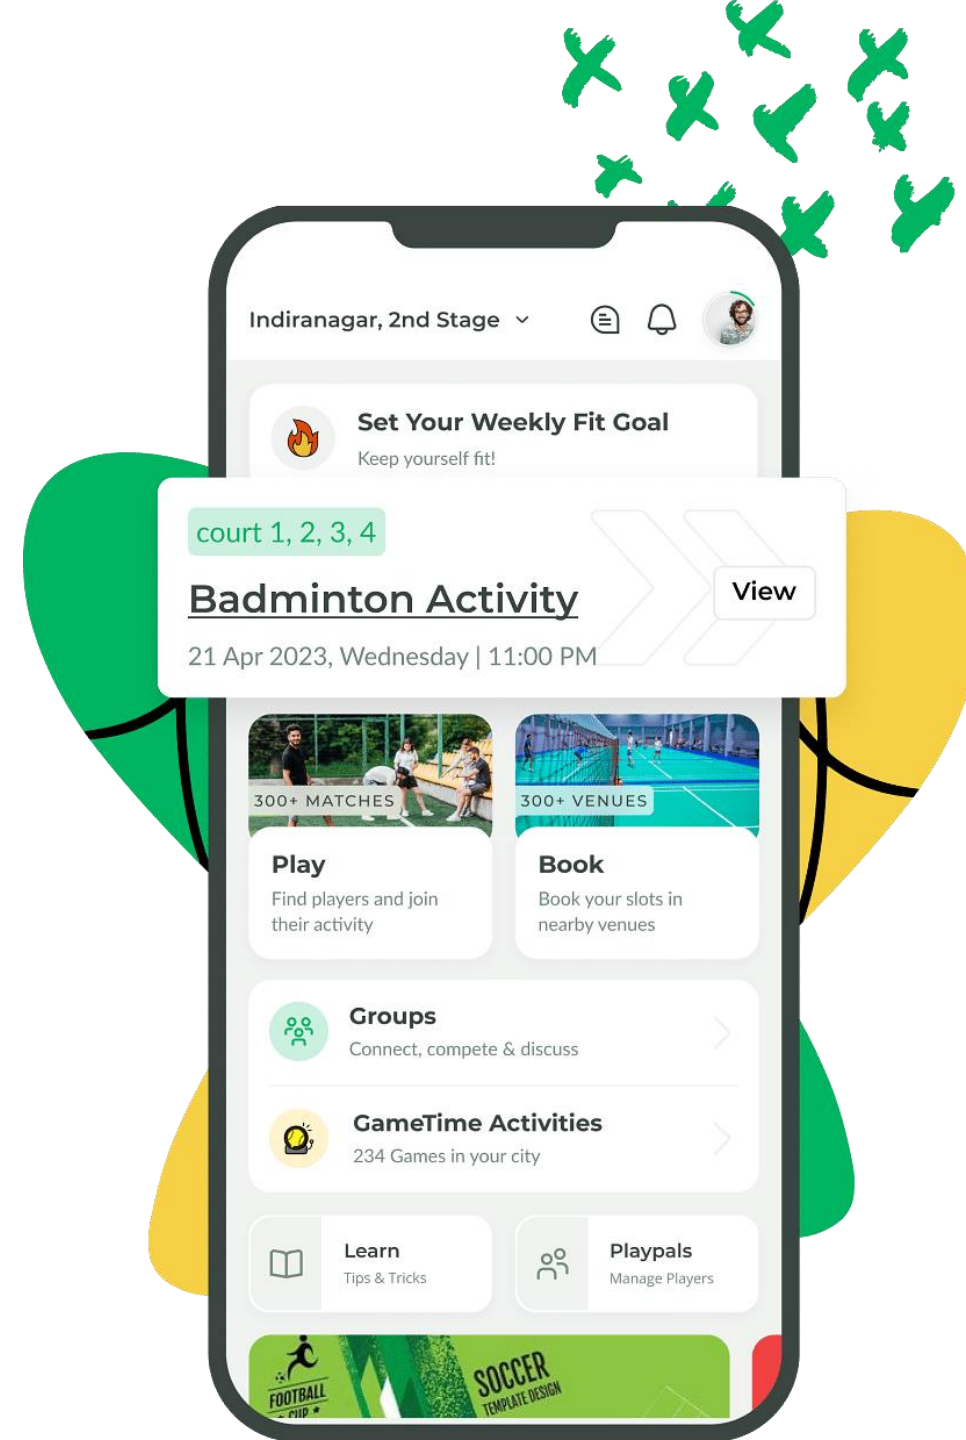 Indiranagar, 2nd Stage
Set Your Weekly Fit Goal
Keep yourself fit!
court 1, 2, 3, 4
Badminton Activity
View
21 Apr 2023, Wednesday | 11:00 PM
300+ MATCHES
300+ VENUES
Play
Find players and join
their activity
Book
Book your slots in
nearby venues
Groups
Connect, compete & discuss
GameTime Activities
234 Games in your city
Learn
Tips & Tricks
Playpals
Manage Players
FOOTBALL
CUP
SOCCER
TEMPLATE DESIGN